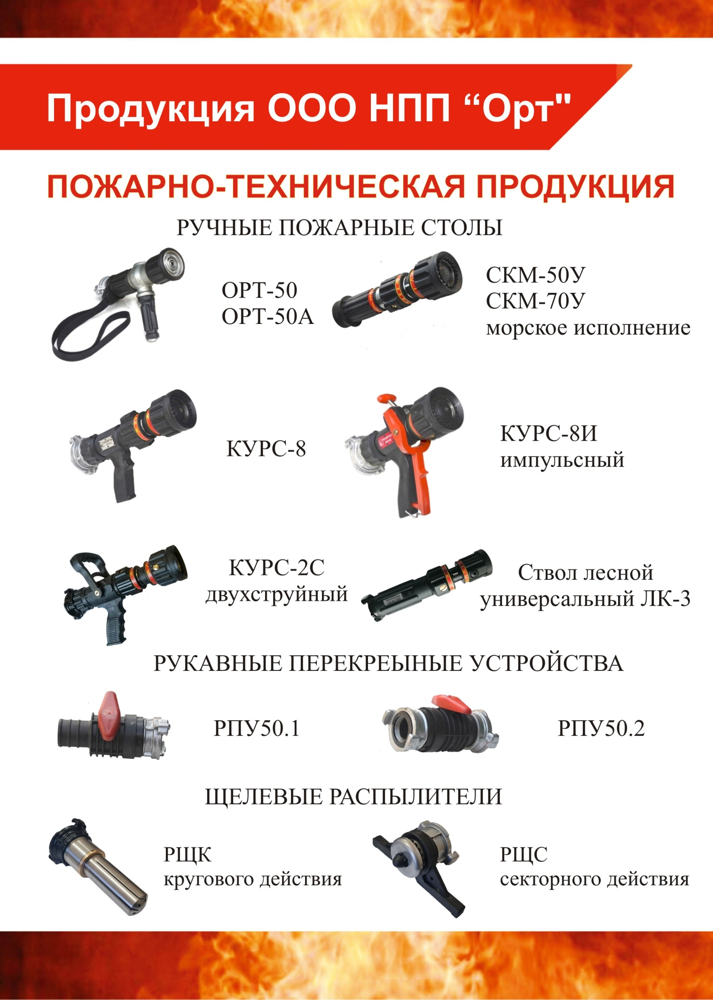 Продукция ООО НПП “Орт"
ПОЖАРНО-ТЕХНИЧЕСКАЯ ПРОДУКЦИЯ
РУЧНЫЕ ПОЖАРНЫЕ СТОЛЫ
ОРТ-50
ОРТ-50А
СКМ-50У
СКМ-70У
морское исполнение
КУРС-8
КУРС-8И
импульсный
КУРС-2С
двухструйный
Ствол лесной
универсальный ЛК-3
РУКАВНЫЕ ПЕРЕКРЕЫНЫЕ УСТРОЙСТВА
РПУ50.1
РПУ50.2
ЩЕЛЕВЫЕ РАСПЫЛИТЕЛИ
РЩК
кругового действия
РЩС
секторного действия